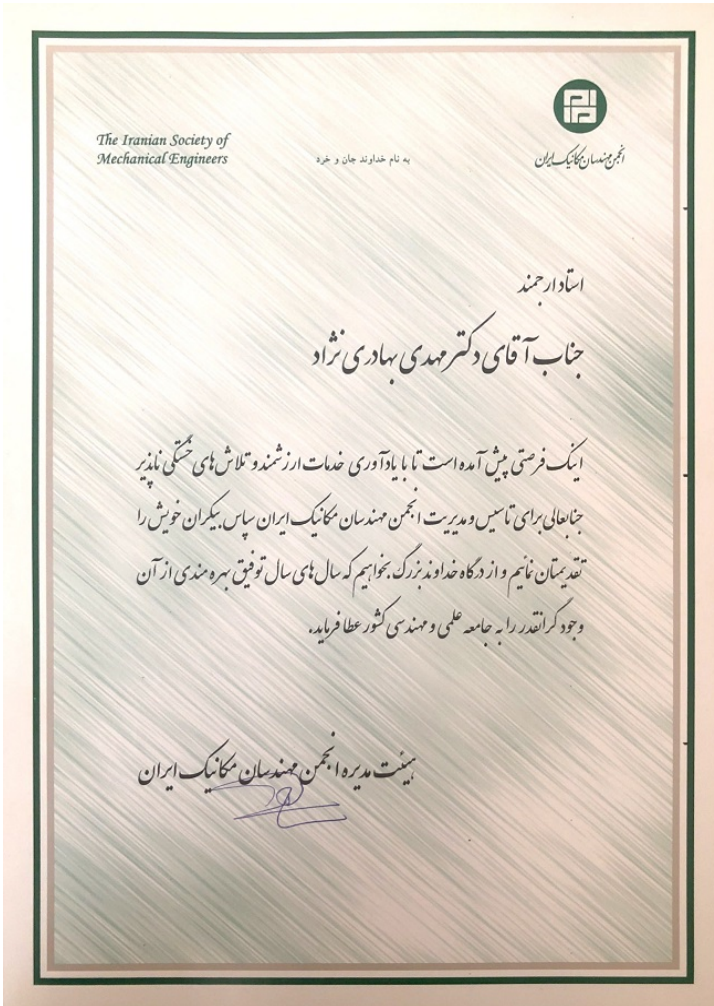 انجمن مهندسان مکانیک ایران
به نام خداوند جان و خرد
The Iranian Society of
Mechanical Engineers
استاد ارجمند
جناب آقای دکتر مهدی بهادری نژاد
اینک فرصتی پیش آمده است تا با یادآوری خدمات ارزشمند و تلاش های خستگی ناپذیر
جنابعالی برای تاسیس و مدیریت انجمن مهندسان مکانیک ایران سپاس بیکران خویش را
تقدیمتان نمائیم و از درگاه خداوند بزرگ بخواهیم که سال های سال توفیق بهره مندی از آن
وجود گرانقدر را به جامعه علمی و مهندسی کشور عطا فرماید.
هیئت مدیره انجمن مهندسان مکانیک ایران